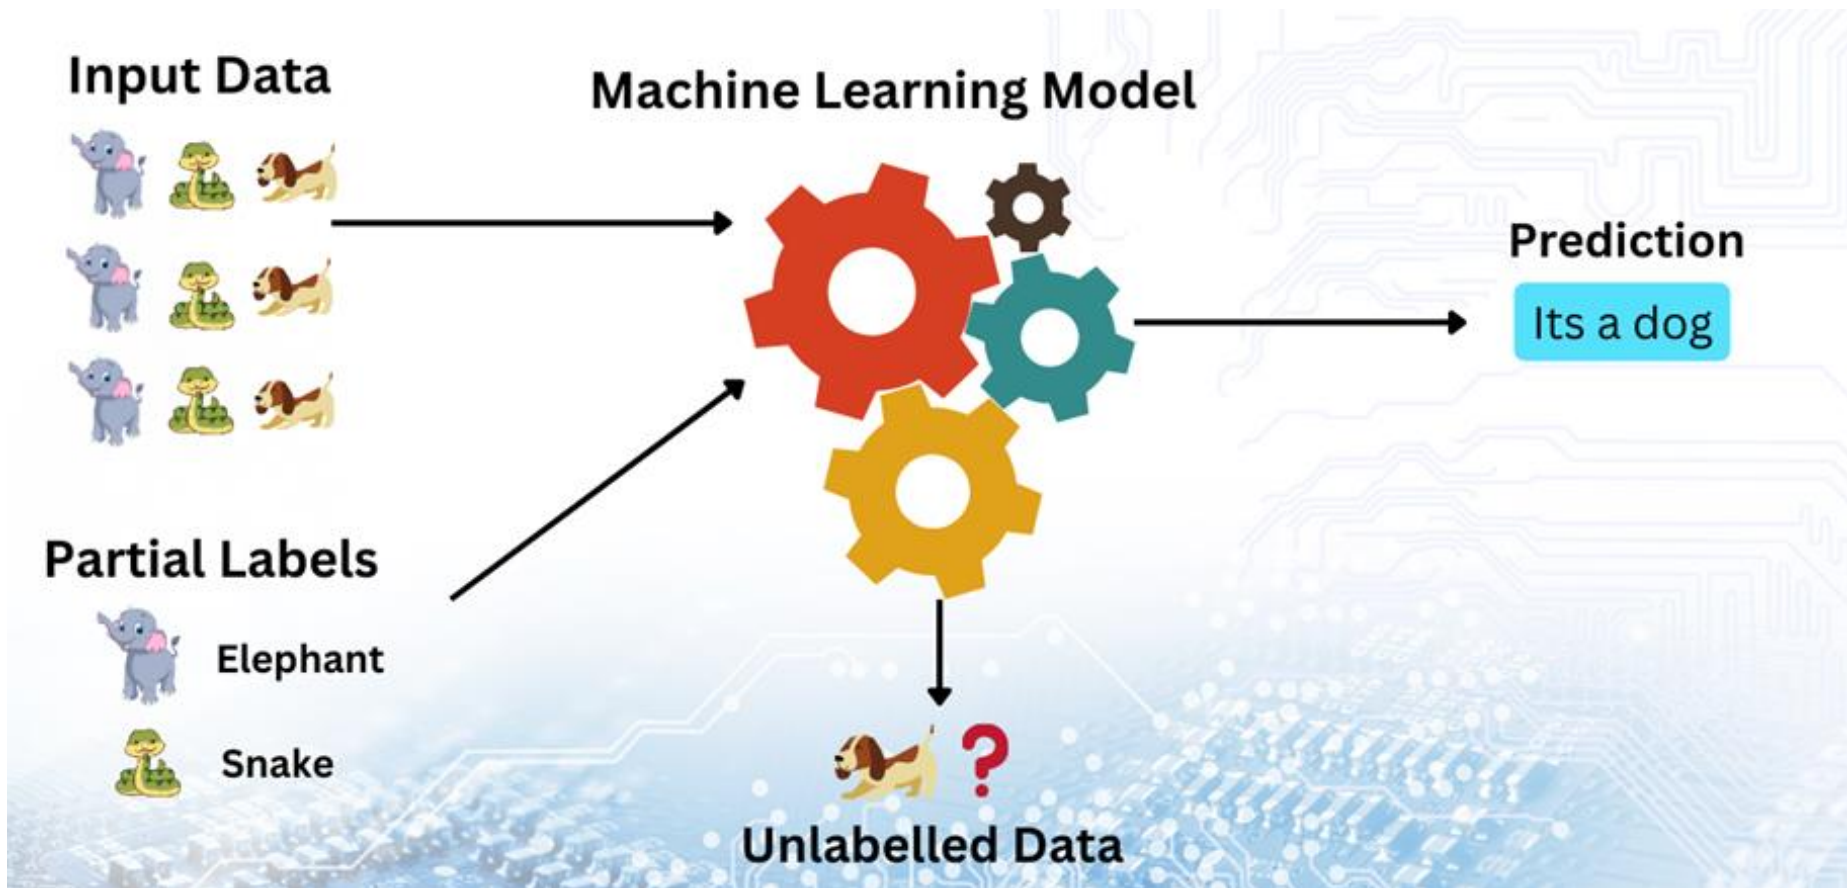 Input Data
Machine Learning Model
Prediction
Its a dog
Partial Labels
Elephant
Snake
Unlabelled Data